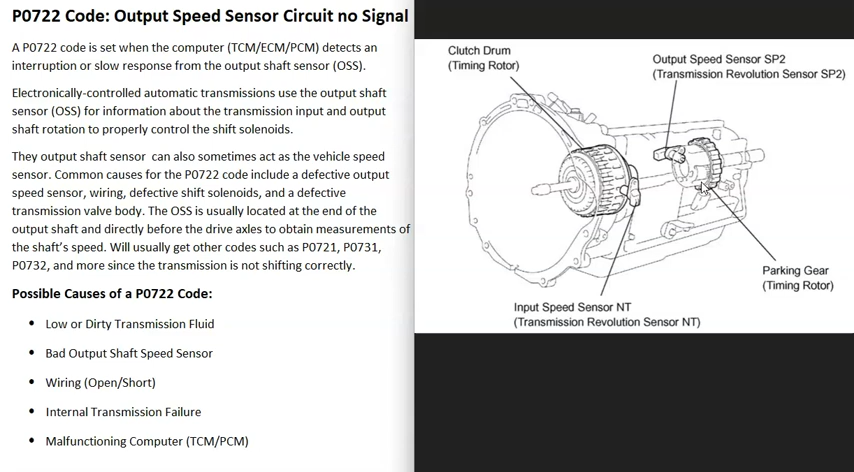 P0722 Code: Output Speed Sensor Circuit no Signal
A P0722 code is set when the computer (TCM/ECM/PCM) detects an
interruption or slow response from the output shaft sensor (OSS).
Electronically-controlled automatic transmissions use the output shaft
sensor (OSS) for information about the transmission input and output
shaft rotation to properly control the shift solenoids.
They output shaft sensor can also sometimes act as the vehicle speed
sensor. Common causes for the P0722 code include a defective output
speed sensor, wiring, defective shift solenoids, and a defective
transmission valve body. The OSS is usually located at the end of the
output shaft and directly before the drive axles to obtain measurements of
the shaft's speed. Will usually get other codes such as P0721, P0731,
P0732, and more since the transmission is not shifting correctly.
Possible Causes of a P0722 Code:
• Low or Dirty Transmission Fluid
• Bad Output Shaft Speed Sensor
• Wiring (Open/Short)
• Internal Transmission Failure
• Malfunctioning Computer (TCM/PCM)
Clutch Drum
(Timing Rotor)
Output Speed Sensor SP2
(Transmission Revolution Sensor SP2)
Parking Gear
(Timing Rotor)
Input Speed Sensor NT
(Transmission Revolution Sensor NT)